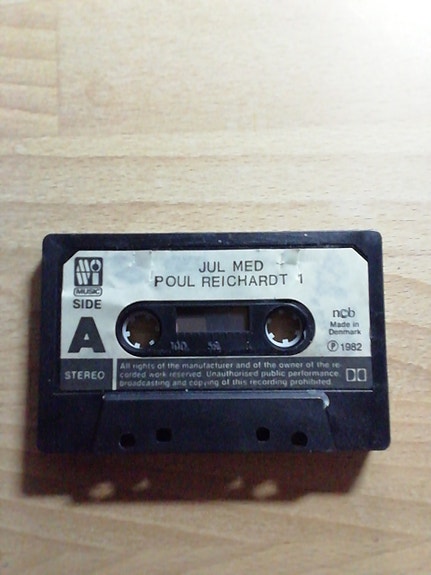 JUL MED
POUL REICHARDT 1
MUSIC
SIDE
A
STEREO
ncb
Made in
Denmark
℗ 1982
100 50
All rights of the manufacturer and of the owner of the re-
corded work reserved. Unauthorised public performance,
broadcasting and copying of this recording prohibited.